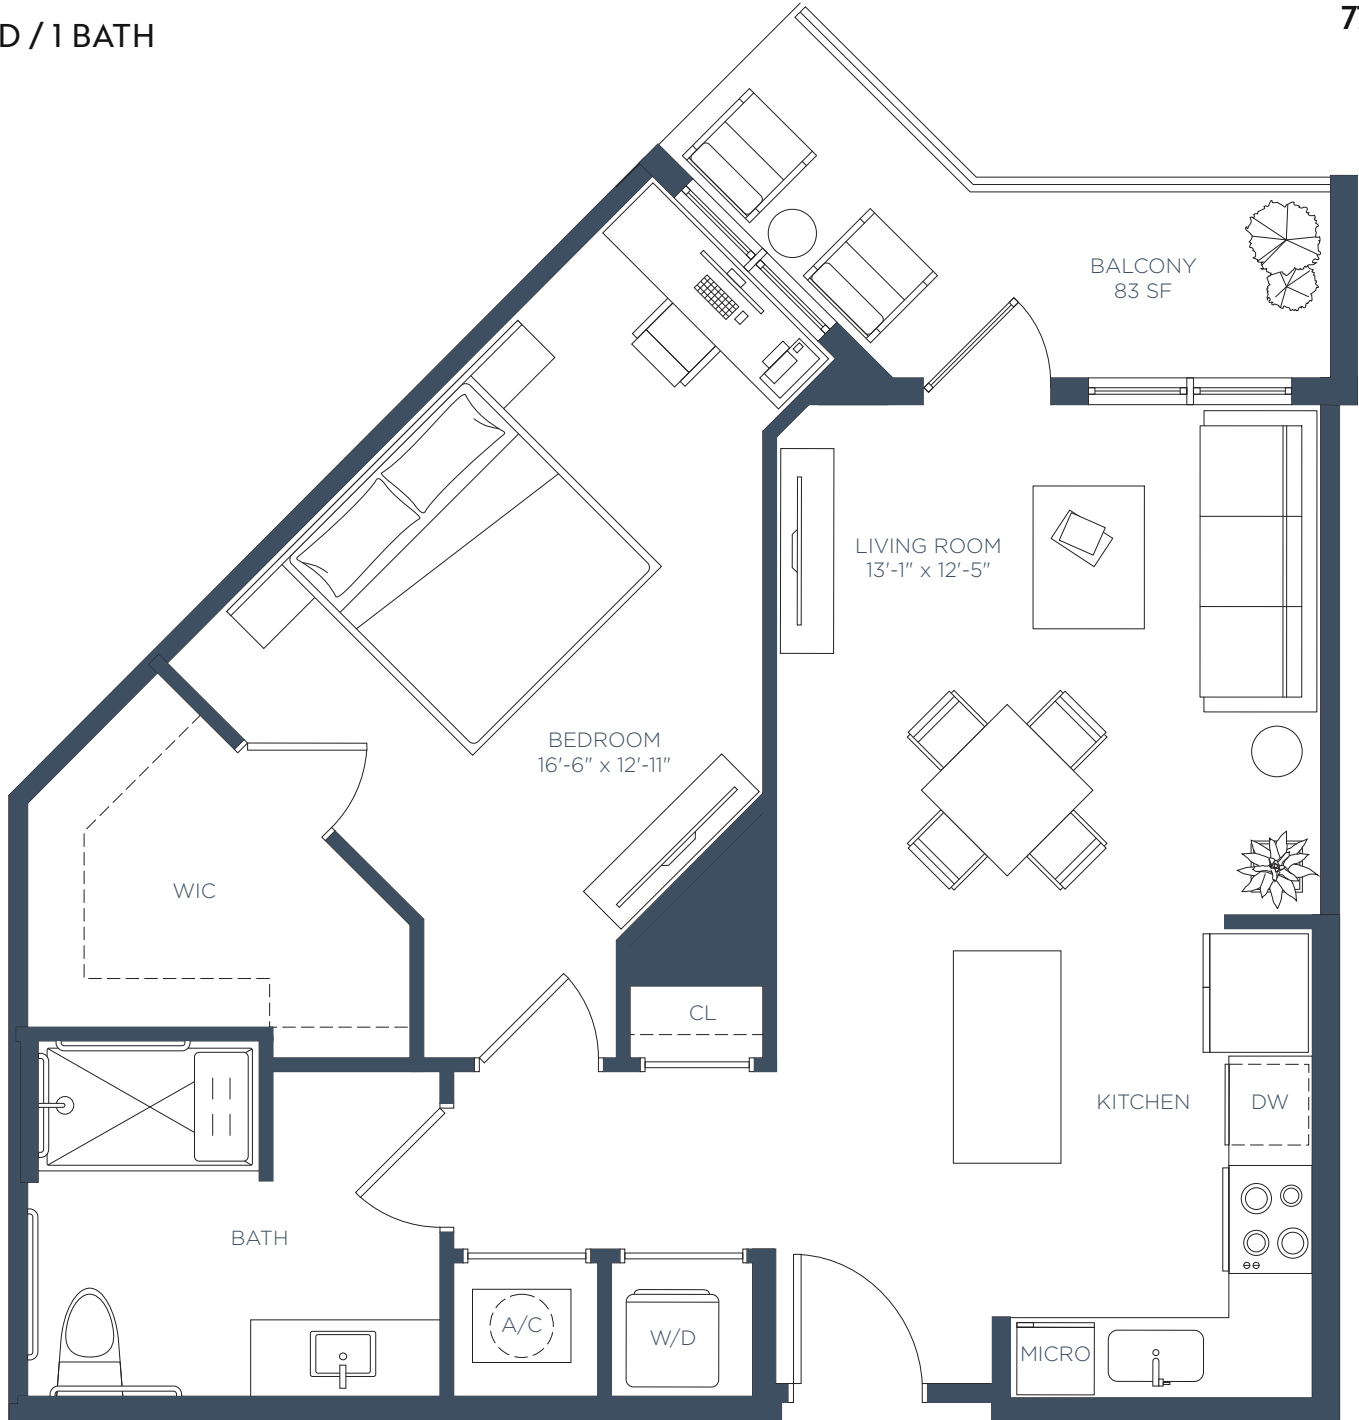 D / 1 BATH
BALCONY
83 SF
LIVING ROOM
13'-1" x 12'-5"
BEDROOM
16'-6" x 12'-11"
WIC
CL
KITCHEN
DW
BATH
A/C
W/D
MICRO